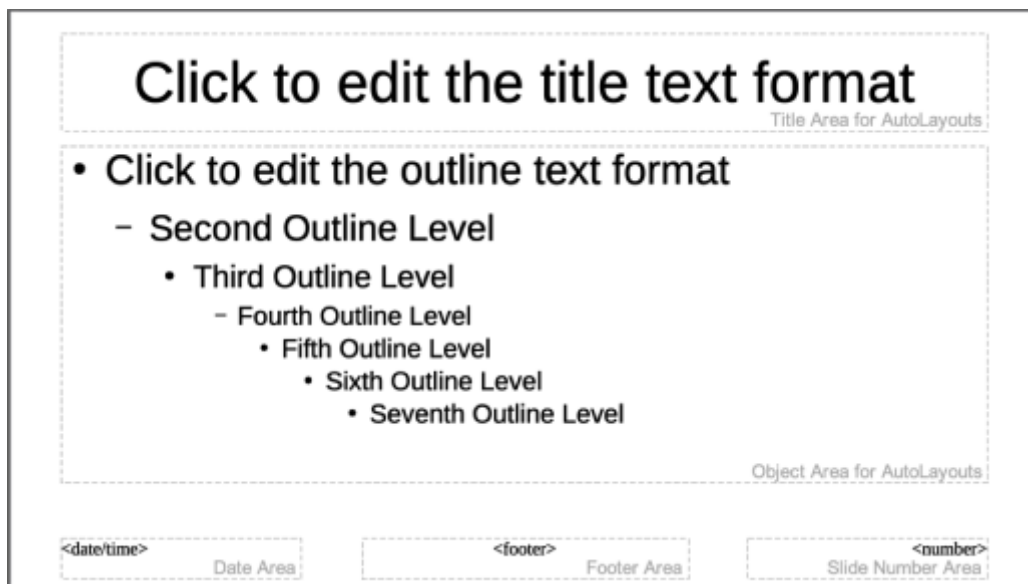 Click to edit the title text format
Title Area for AutoLayouts
• Click to edit the outline text format
– Second Outline Level
• Third Outline Level
– Fourth Outline Level
• Fifth Outline Level
• Sixth Outline Level
• Seventh Outline Level
Object Area for AutoLayouts
<date/time>
Date Area
<footer>
Footer Area
<number>
Slide Number Area